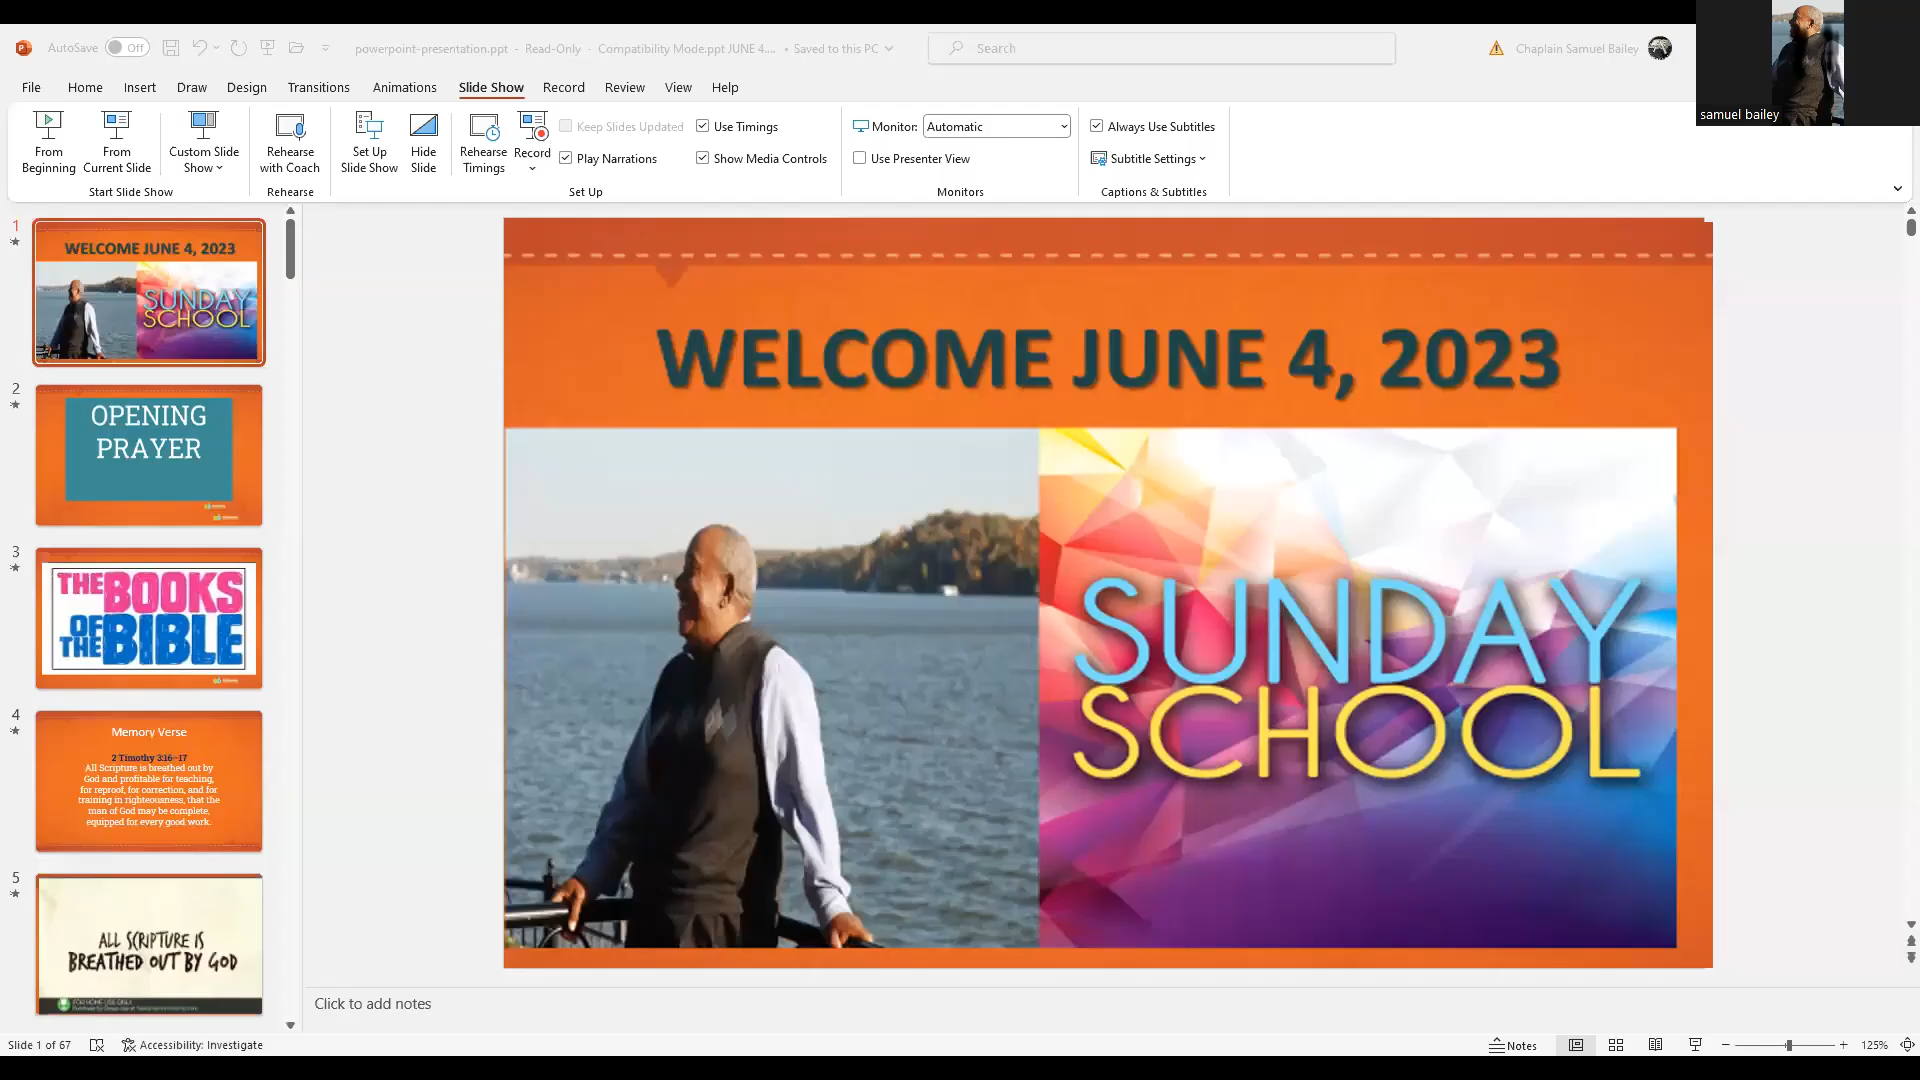 AutoSave Off
powerpoint-presentation.ppt - Read-Only - Compatibility Mode.ppt JUNE 4.... • Saved to this PC
Search
Chaplain Samuel Bailey
samuel bailey
File Home Insert Draw Design Transitions Animations Slide Show Record Review View Help
From Beginning
From Current Slide
Custom Slide Show
Start Slide Show
Rehearse with Coach
Rehearse
Set Up Slide Show
Hide Slide
Rehearse Timings
Record
Keep Slides Updated
Use Timings
Play Narrations
Show Media Controls
Set Up
Monitor: Automatic
Use Presenter View
Monitors
Always Use Subtitles
Subtitle Settings
Captions & Subtitles
1
WELCOME JUNE 4, 2023
SUNDAY
SCHOOL
2
OPENING
PRAYER
3
THE BOOKS
OF THE BIBLE
4
Memory Verse
2 Timothy 3:16–17
All Scripture is breathed out by
God and profitable for teaching,
for reproof, for correction, and for
training in righteousness, that the
man of God may be complete,
equipped for every good work.
5
ALL SCRIPTURE IS
BREATHED OUT BY GOD
WELCOME JUNE 4, 2023
SUNDAY
SCHOOL
Click to add notes
Slide 1 of 67
Accessibility: Investigate
Notes
125%